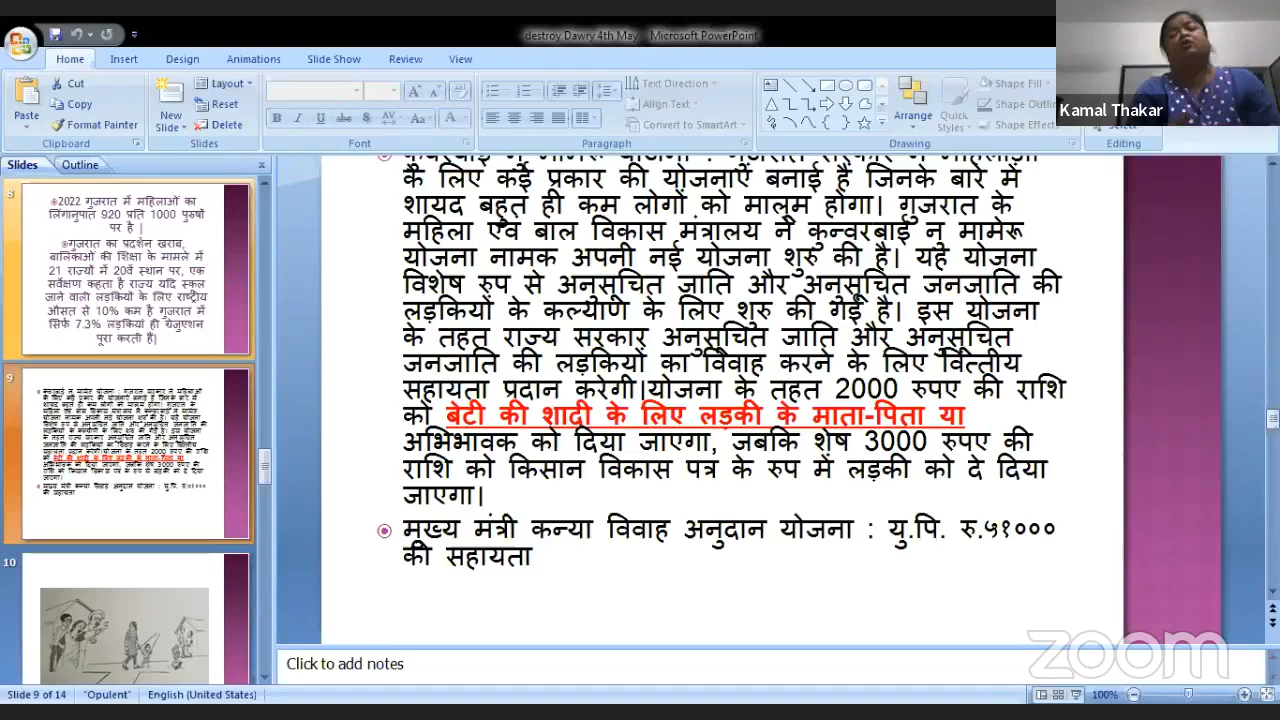 destroy Dawry 4th May - Microsoft PowerPoint
Home Insert Design Animations Slide Show Review View
Cut
Copy
Format Painter
Paste
Clipboard
New
Slide
Layout
Reset
Delete
Slides
Font
Text Direction
Align Text
Convert to SmartArt
Paragraph
Arrange
Quick
Styles
Shape Fill
Shape Outli
Shape Effects
Drawing
Select
Editing
Kamal Thakar
Slides Outline
8
2022 गुजरात में महिलाओं का
लिंगानुपात 920 प्रति 1000 पुरुषों
पर है |
गुजरात का प्रदर्शन खराब,
बालिकाओं की शिक्षा के मामले में
21 राज्यों में 20वें स्थान पर, एक
सर्वेक्षण कहता है राज्य यदि स्कूल
जाने वाली लड़कियों के लिए राष्ट्रीय
औसत से 10% कम है गुजरात में
सिर्फ 7.3% लड़कियां ही ग्रेजुएशन
पूरा करती हैं|
9
10
के लिए कई प्रकार की योजनाएं बनाई हैं जिनके बारे में
शायद बहुत ही कम लोगों को मालूम होगा। गुजरात के
महिला एवं बाल विकास मंत्रालय ने कुन्वरबाई नु मामेरू
योजना नामक अपनी नई योजना शुरु की है। यह योजना
विशेष रुप से अनुसूचित जाति और अनुसूचित जनजाति की
लड़कियों के कल्याण के लिए शुरु की गई है। इस योजना
के तहत राज्य सरकार अनुसूचित जाति और अनुसूचित
जनजाति की लड़कियों का विवाह करने के लिए वित्तीय
सहायता प्रदान करेगी।योजना के तहत 2000 रुपए की राशि
को बेटी की शादी के लिए लड़की के माता-पिता या
अभिभावक को दिया जाएगा, जबकि शेष 3000 रुपए की
राशि को किसान विकास पत्र के रुप में लड़की को दे दिया
जाएगा।
मुख्य मंत्री कन्या विवाह अनुदान योजना : यु.पि. रु.५१०००
की सहायता
Click to add notes
zoom
Slide 9 of 14 "Opulent" English (United States) 100%